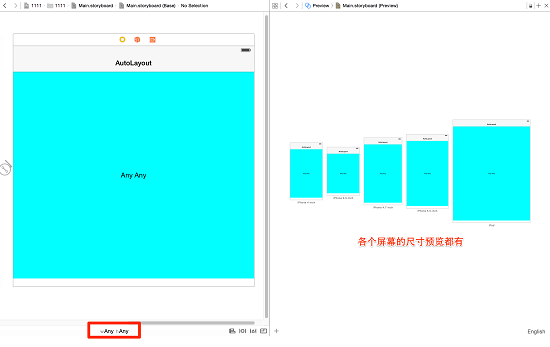 1111 › 1111 › Main.storyboard › Main.storyboard (Base) › No Selection
Preview › Main.storyboard (Preview)
AutoLayout
Any Any
各个屏幕的尺寸预览都有
wAny hAny
English